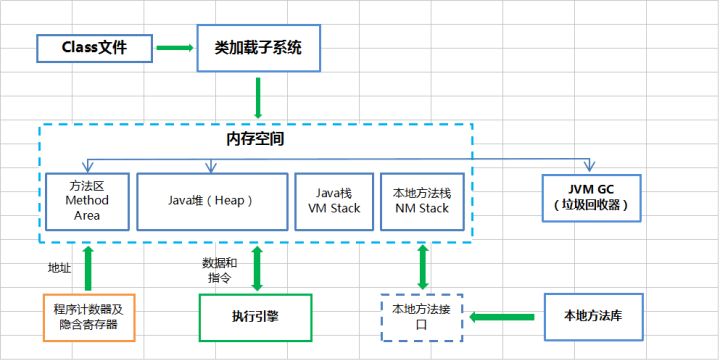 Class文件
类加载子系统
内存空间
方法区
Method
Area
Java堆（Heap）
Java栈
VM Stack
本地方法栈
NM Stack
JVM GC
（垃圾回收器）
地址
数据和
指令
程序计数器及
隐含寄存器
执行引擎
本地方法接
口
本地方法库